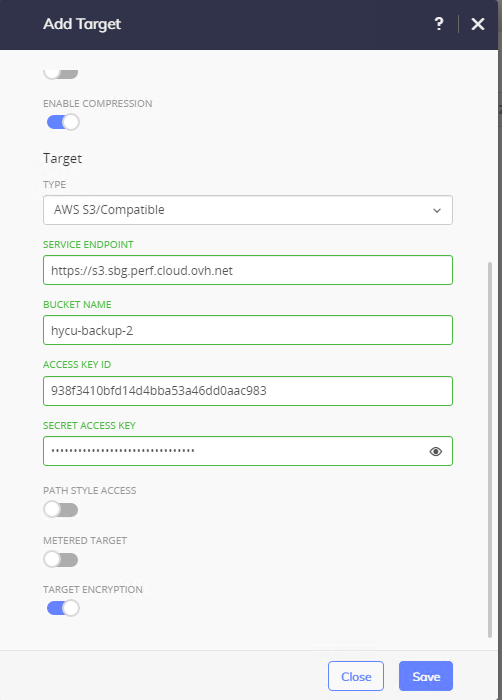 Add Target
?
ENABLE COMPRESSION
Target
TYPE
AWS S3/Compatible
SERVICE ENDPOINT
https://s3.sbg.perf.cloud.ovh.net
BUCKET NAME
hycu-backup-2
ACCESS KEY ID
938f3410bfd14d4bba53a46dd0aac983
SECRET ACCESS KEY
PATH STYLE ACCESS
METERED TARGET
TARGET ENCRYPTION
Close
Save